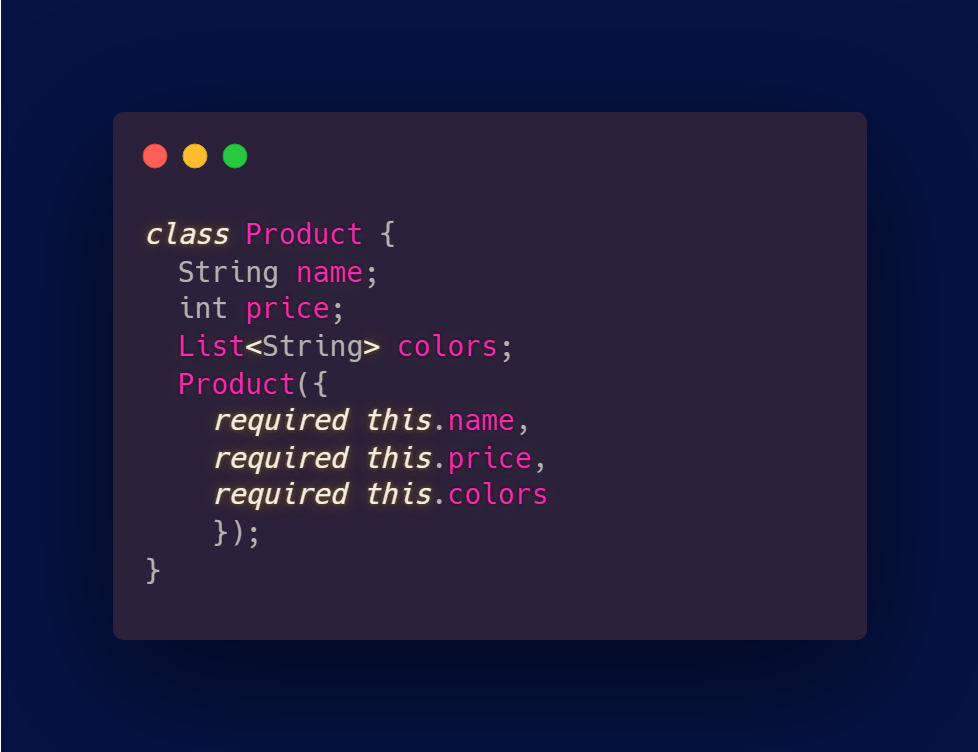 class Product {
  String name;
  int price;
  List<String> colors;
  Product({
    required this.name,
    required this.price,
    required this.colors
    });
}